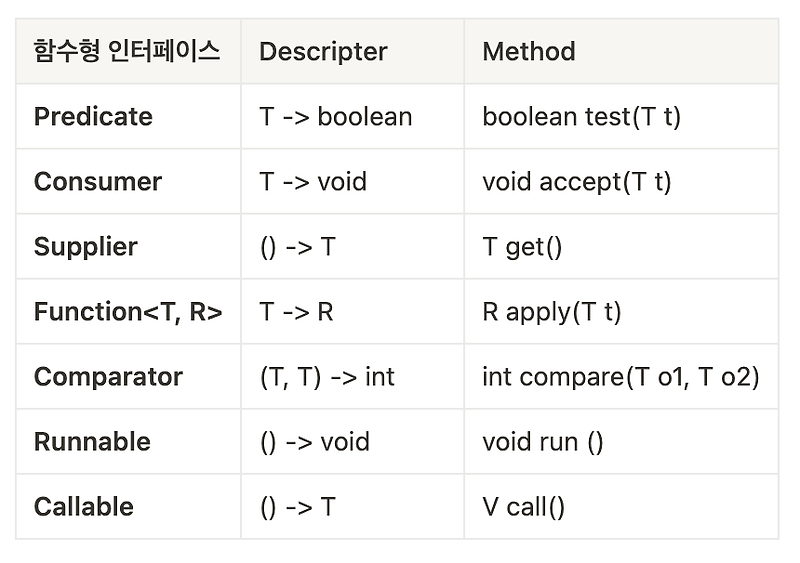 함수형 인터페이스 Descripter Method
Predicate T -> boolean boolean test(T t)
Consumer T -> void void accept(T t)
Supplier () -> T T get()
Function<T, R> T -> R R apply(T t)
Comparator (T, T) -> int int compare(T o1, T o2)
Runnable () -> void void run ()
Callable () -> T V call()